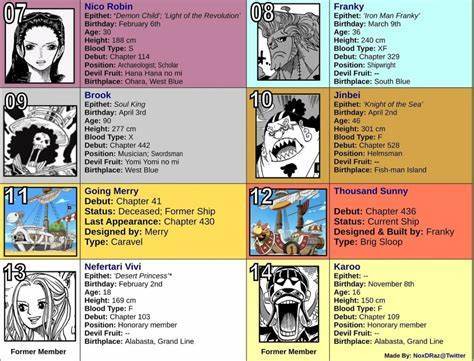 07
Nico Robin
Epithet: 'Demon Child'; 'Light of the Revolution'
Birthday: February 6th
Age: 30
Height: 188 cm
Blood Type: S
Debut: Chapter 114
Position: Archaeologist; Scholar
Devil Fruit: Hana Hana no mi
Birthplace: Ohara, West Blue
08
Franky
Epithet: 'Iron Man Franky'
Birthday: March 9th
Age: 36
Height: 240 cm
Blood Type: XF
Debut: Chapter 329
Position: Shipwright
Devil Fruit: --
Birthplace: South Blue
09
Brook
Epithet: Soul King
Birthday: April 3rd
Age: 90
Height: 277 cm
Blood Type: X
Debut: Chapter 442
Position: Musician; Swordsman
Devil Fruit: Yomi Yomi no mi
Birthplace: West Blue
10
Jinbei
Epithet: 'Knight of the Sea'
Birthday: April 2nd
Age: 46
Height: 301 cm
Blood Type: F
Debut: Chapter 528
Position: Helmsman
Devil Fruit: --
Birthplace: Fish-man Island
11
Going Merry
Debut: Chapter 41
Status: Deceased; Former Ship
Last Appearance: Chapter 430
Designed by: Merry
Type: Caravel
12
Thousand Sunny
Debut: Chapter 436
Status: Current Ship
Designed & Built by: Franky
Type: Brig Sloop
13
Former Member
Nefertari Vivi
Epithet: 'Desert Princess'*
Birthday: February 2nd
Age: 18
Height: 169 cm
Blood Type: F
Debut: Chapter 103
Position: Honorary member
Birthplace: Alabasta, Grand Line
14
Former Member
Karoo
Epithet: --
Birthday: November 8th
Age: 16
Height: 150 cm
Blood Type: X
Debut: Chapter 109
Position: Honorary member
Birthplace: Alabasta, Grand Line
Made By: NoxDRaz@Twitter